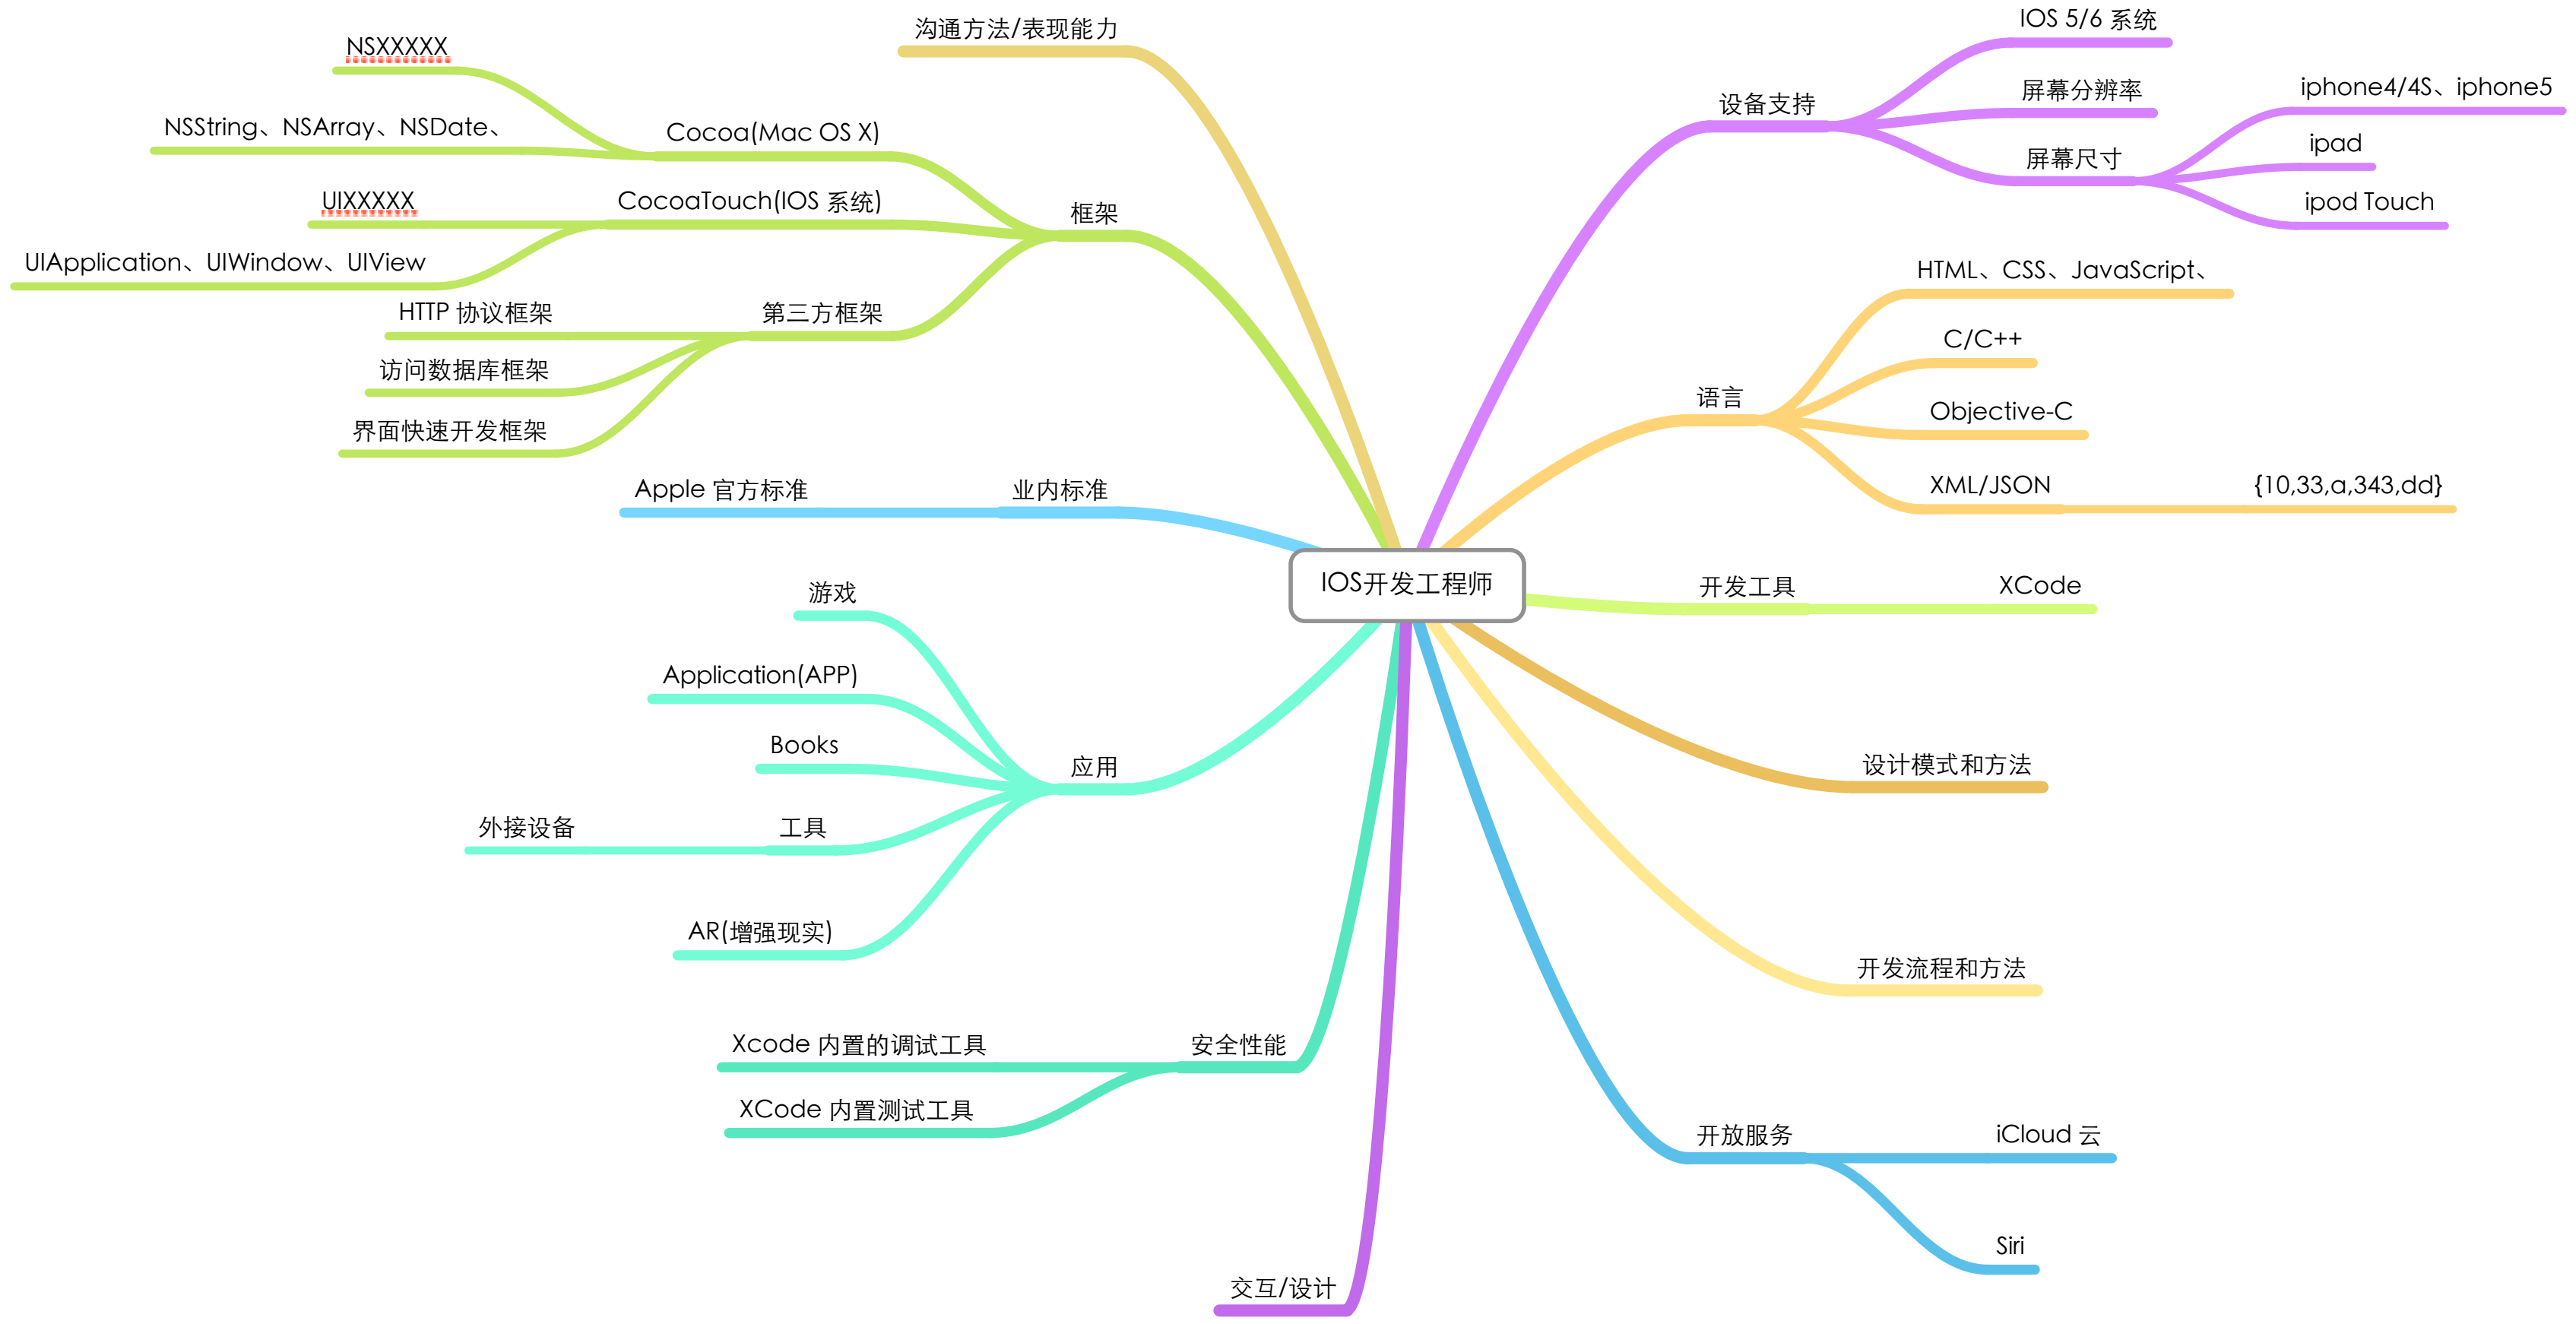 沟通方法/表现能力
NSXXXXX
NSString、NSArray、NSDate、
Cocoa(Mac OS X)
UIXXXXX
CocoaTouch(IOS 系统)
框架
UIApplication、UIWindow、UIView
HTTP 协议框架
第三方框架
访问数据库框架
界面快速开发框架
Apple 官方标准
业内标准
游戏
Application(APP)
Books
应用
外接设备
工具
AR(增强现实)
Xcode 内置的调试工具
安全性能
XCode 内置测试工具
交互/设计
IOS开发工程师
IOS 5/6 系统
设备支持
屏幕分辨率
屏幕尺寸
iphone4/4S、iphone5
ipad
ipod Touch
HTML、CSS、JavaScript、
C/C++
语言
Objective-C
XML/JSON
{10,33,a,343,dd}
开发工具
XCode
设计模式和方法
开发流程和方法
开放服务
iCloud 云
Siri